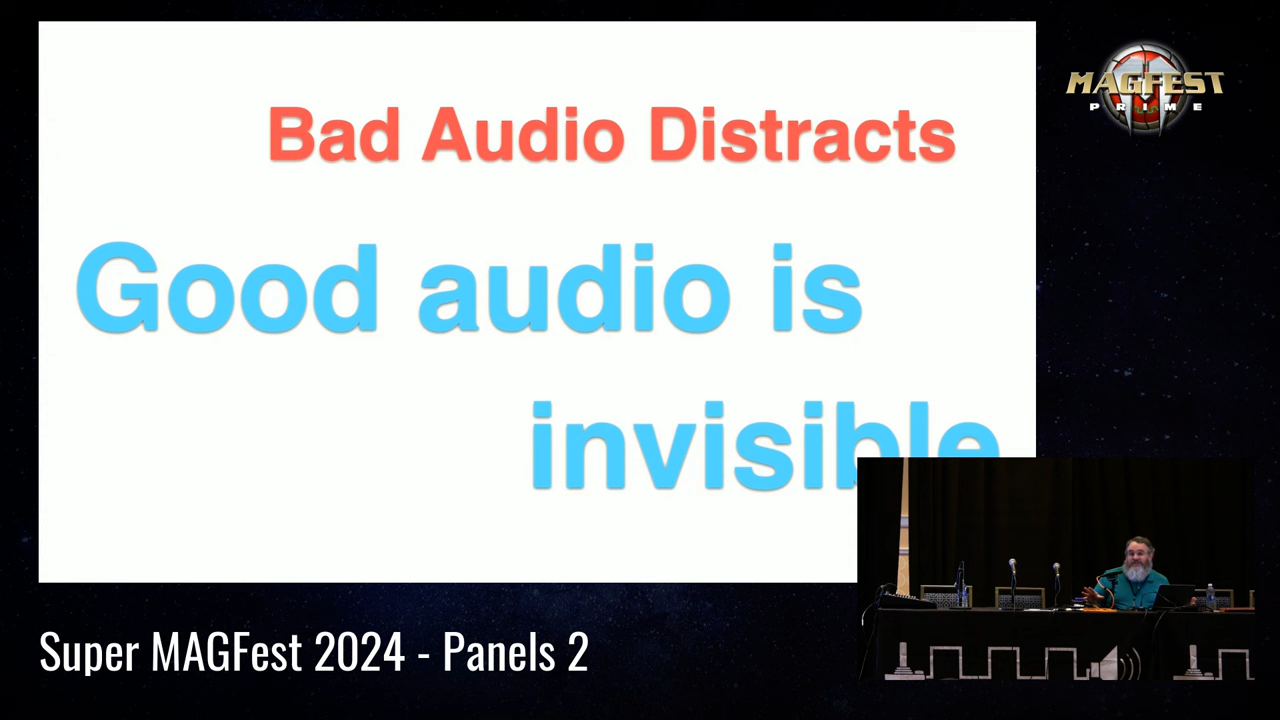 Bad Audio Distracts
Good audio is
invisible
MAGFEST
PRIME
Super MAGFest 2024 - Panels 2